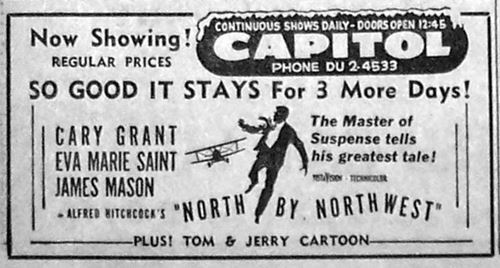 Now Showing!
REGULAR PRICES
CONTINUOUS SHOWS DAILY - DOORS OPEN 12:45
CAPITOL
PHONE DU 2-4533
SO GOOD IT STAYS For 3 More Days!
CARY GRANT
EVA MARIE SAINT
JAMES MASON
The Master of
Suspense tells
his greatest tale!
VISTAVISION - TECHNICOLOR
in ALFRED HITCHCOCK'S "NORTH BY NORTHWEST"
PLUS! TOM & JERRY CARTOON